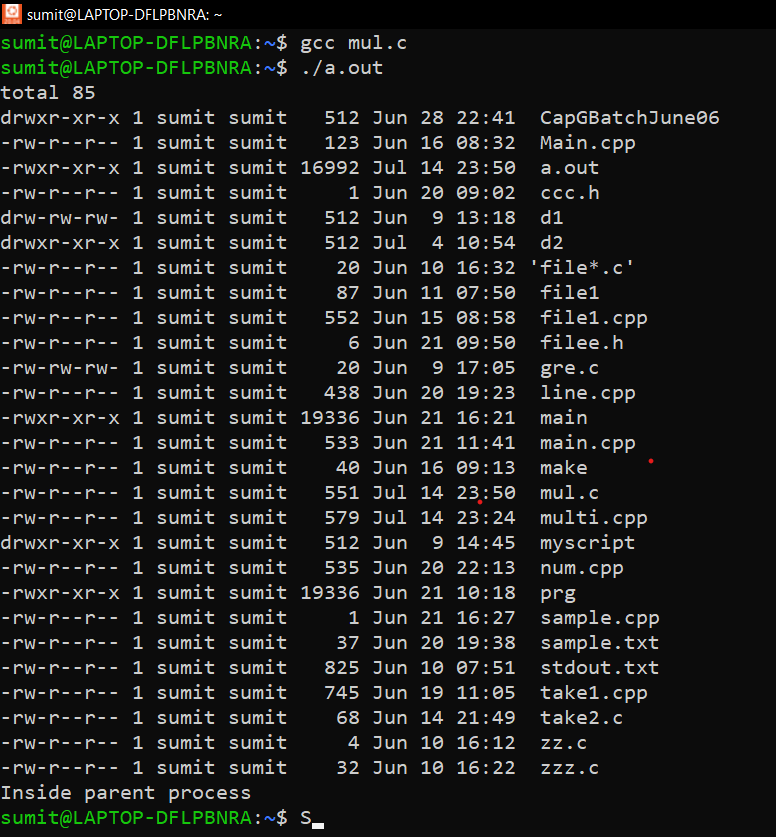 sumit@LAPTOP-DFLPBNRA: ~
sumit@LAPTOP-DFLPBNRA:~$ gcc mul.c
sumit@LAPTOP-DFLPBNRA:~$ ./a.out
total 85
drwxr-xr-x 1 sumit sumit   512 Jun 28 22:41  CapGBatchJune06
-rw-r--r-- 1 sumit sumit   123 Jun 16 08:32  Main.cpp
-rwxr-xr-x 1 sumit sumit 16992 Jul 14 23:50  a.out
-rw-r--r-- 1 sumit sumit     1 Jun 20 09:02  ccc.h
drw-rw-rw- 1 sumit sumit   512 Jun  9 13:18  d1
drwxr-xr-x 1 sumit sumit   512 Jul  4 10:54  d2
-rw-r--r-- 1 sumit sumit    20 Jun 10 16:32 'file*.c'
-rw-r--r-- 1 sumit sumit    87 Jun 11 07:50  file1
-rw-r--r-- 1 sumit sumit   552 Jun 15 08:58  file1.cpp
-rw-r--r-- 1 sumit sumit     6 Jun 21 09:50  filee.h
-rw-rw-rw- 1 sumit sumit    20 Jun  9 17:05  gre.c
-rw-r--r-- 1 sumit sumit   438 Jun 20 19:23  line.cpp
-rwxr-xr-x 1 sumit sumit 19336 Jun 21 16:21  main
-rw-r--r-- 1 sumit sumit   533 Jun 21 11:41  main.cpp
-rw-r--r-- 1 sumit sumit    40 Jun 16 09:13  make
-rw-r--r-- 1 sumit sumit   551 Jul 14 23:50  mul.c
-rw-r--r-- 1 sumit sumit   579 Jul 14 23:24  multi.cpp
drwxr-xr-x 1 sumit sumit   512 Jun  9 14:45  myscript
-rw-r--r-- 1 sumit sumit   535 Jun 20 22:13  num.cpp
-rwxr-xr-x 1 sumit sumit 19336 Jun 21 10:18  prg
-rw-r--r-- 1 sumit sumit     1 Jun 21 16:27  sample.cpp
-rw-r--r-- 1 sumit sumit    37 Jun 20 19:38  sample.txt
-rw-r--r-- 1 sumit sumit   825 Jun 10 07:51  stdout.txt
-rw-r--r-- 1 sumit sumit   745 Jun 19 11:05  take1.cpp
-rw-r--r-- 1 sumit sumit    68 Jun 14 21:49  take2.c
-rw-r--r-- 1 sumit sumit     4 Jun 10 16:12  zz.c
-rw-r--r-- 1 sumit sumit    32 Jun 10 16:22  zzz.c
Inside parent process
sumit@LAPTOP-DFLPBNRA:~$ S